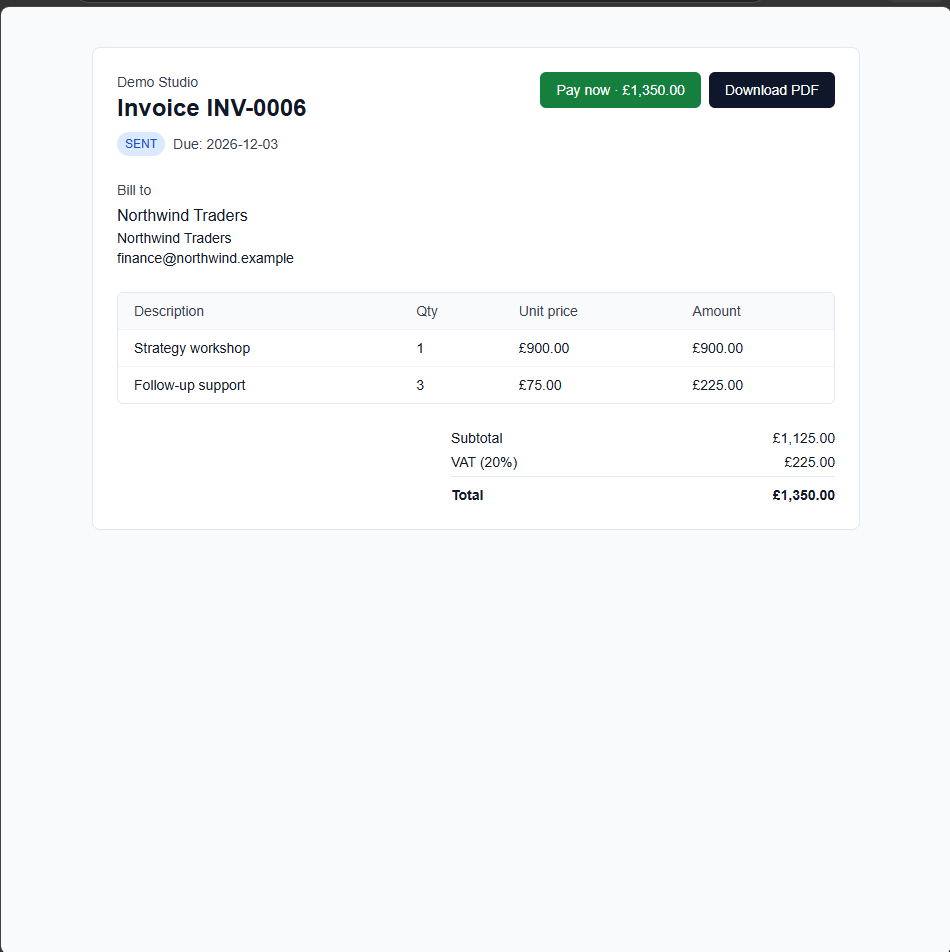 Demo Studio
Invoice INV-0006
Pay now · £1,350.00 Download PDF
SENT Due: 2026-12-03
Bill to
Northwind Traders
Northwind Traders
finance@northwind.example
Description Qty Unit price Amount
Strategy workshop 1 £900.00 £900.00
Follow-up support 3 £75.00 £225.00
Subtotal £1,125.00
VAT (20%) £225.00
Total £1,350.00